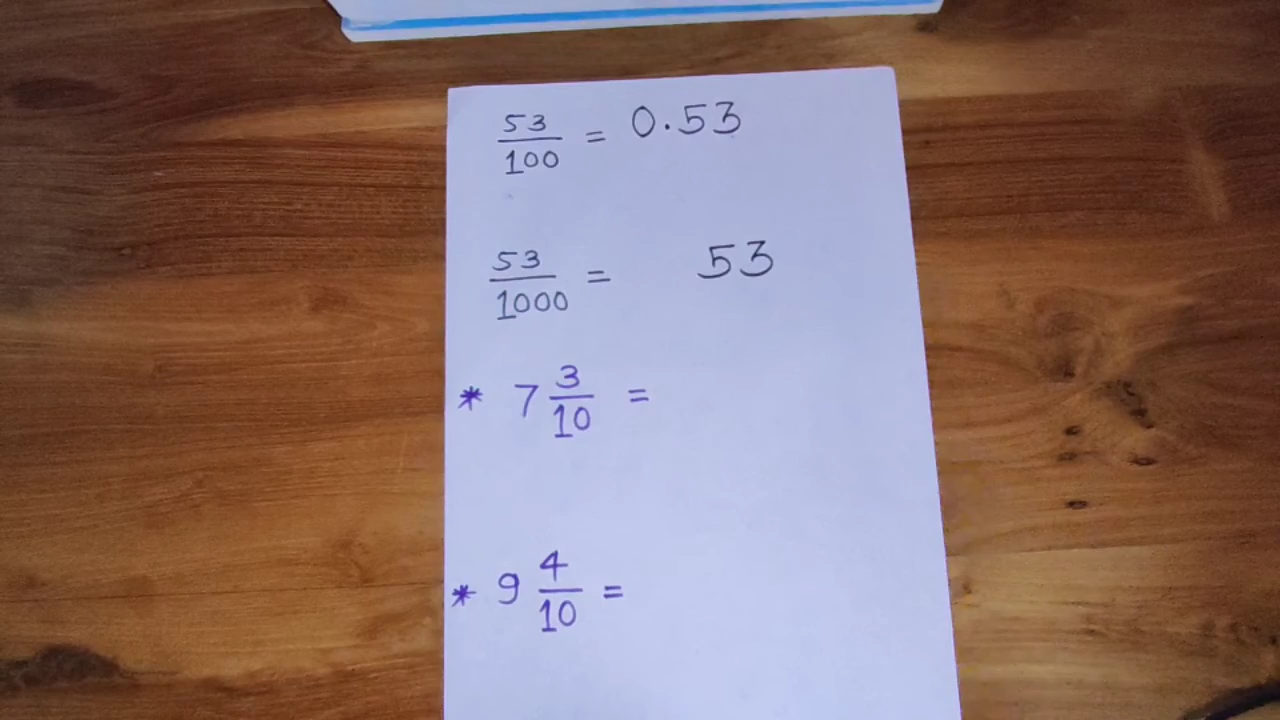 53/100 = 0.53
53/1000 = 53
* 7 3/10 =
* 9 4/10 =